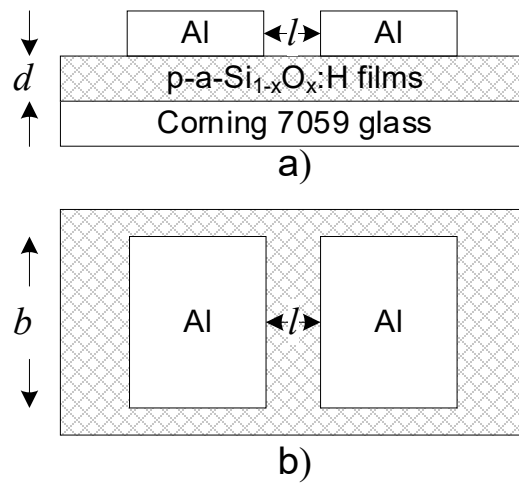 Al l Al
d p-a-Si₁₋ₓOₓ:H films
Corning 7059 glass
a)
b Al l Al
b)